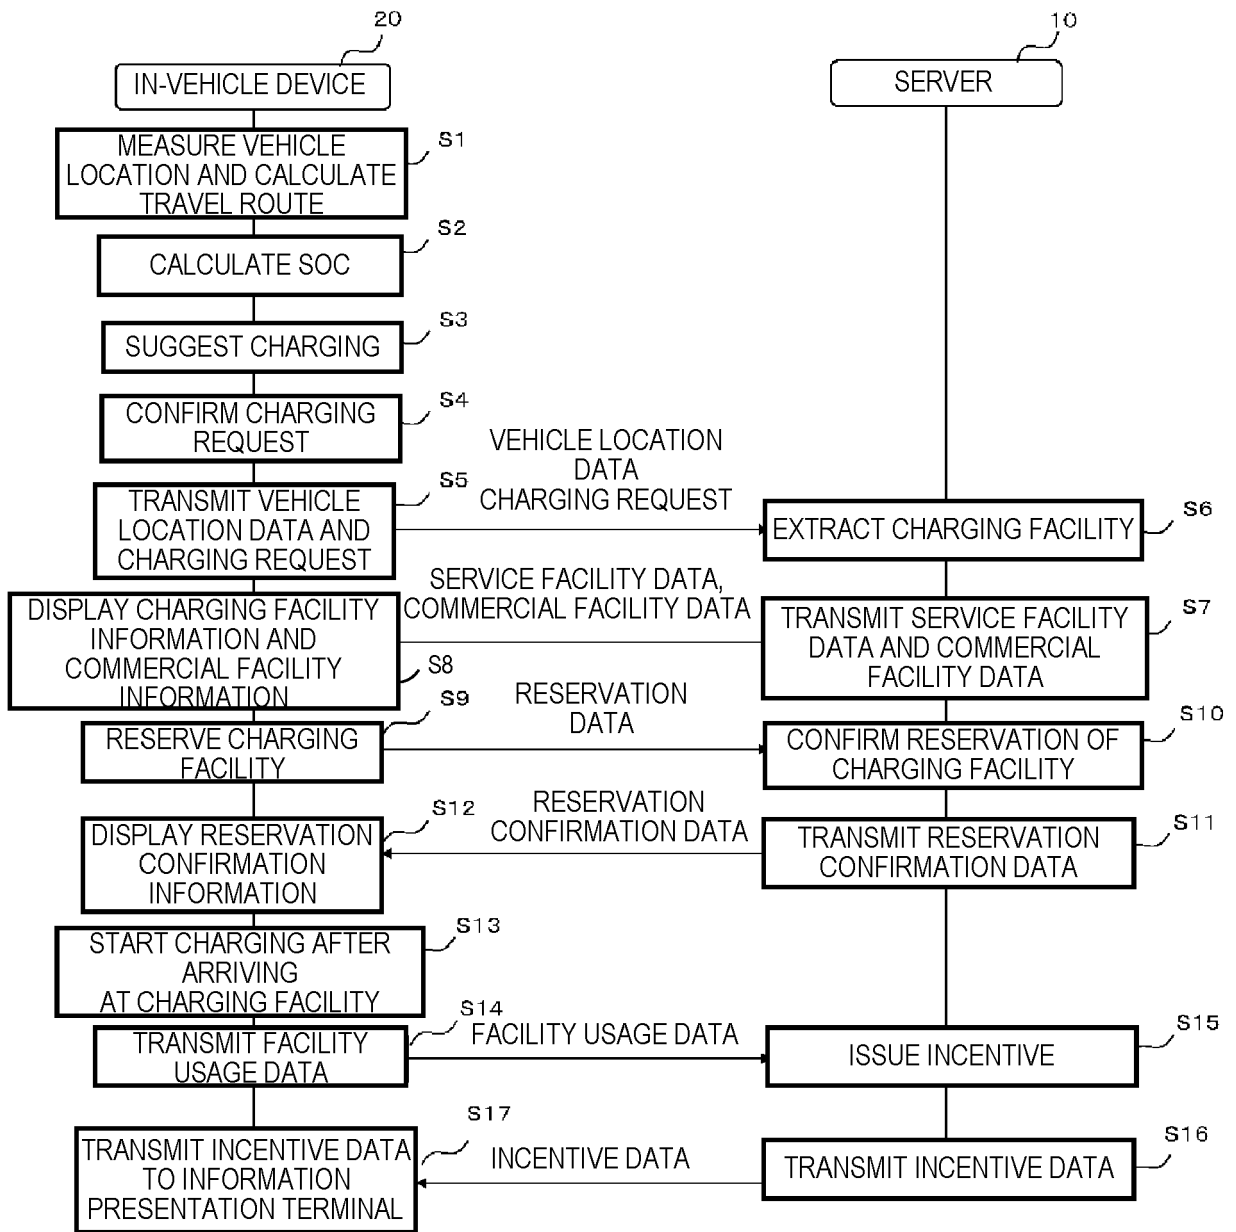 20
10
IN-VEHICLE DEVICE
SERVER
S1
MEASURE VEHICLE
LOCATION AND CALCULATE
TRAVEL ROUTE
S2
CALCULATE SOC
S3
SUGGEST CHARGING
S4
CONFIRM CHARGING
REQUEST
VEHICLE LOCATION
DATA
CHARGING REQUEST
S5
TRANSMIT VEHICLE
LOCATION DATA AND
CHARGING REQUEST
S6
EXTRACT CHARGING FACILITY
SERVICE FACILITY DATA,
COMMERCIAL FACILITY DATA
S7
TRANSMIT SERVICE FACILITY
DATA AND COMMERCIAL
FACILITY DATA
DISPLAY CHARGING FACILITY
INFORMATION AND
COMMERCIAL FACILITY
INFORMATION
S8
S9
RESERVE CHARGING
FACILITY
RESERVATION
DATA
S10
CONFIRM RESERVATION OF
CHARGING FACILITY
RESERVATION
CONFIRMATION DATA
S11
TRANSMIT RESERVATION
CONFIRMATION DATA
S12
DISPLAY RESERVATION
CONFIRMATION
INFORMATION
S13
START CHARGING AFTER
ARRIVING
AT CHARGING FACILITY
S14
TRANSMIT FACILITY
USAGE DATA
FACILITY USAGE DATA
S15
ISSUE INCENTIVE
S16
TRANSMIT INCENTIVE DATA
INCENTIVE DATA
S17
TRANSMIT INCENTIVE DATA
TO INFORMATION
PRESENTATION TERMINAL